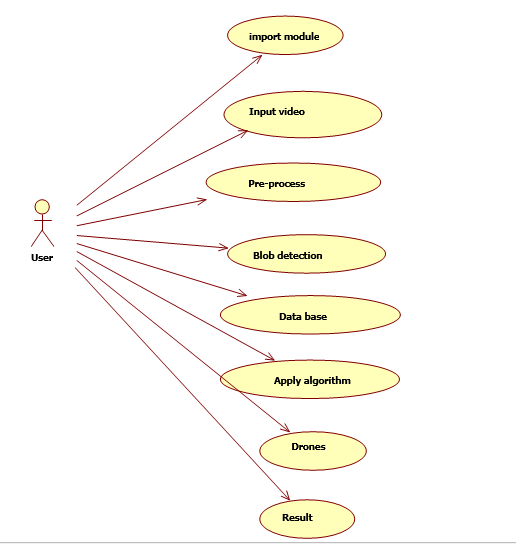 import module
Input video
Pre-process
User
Blob detection
Data base
Apply algorithm
Drones
Result